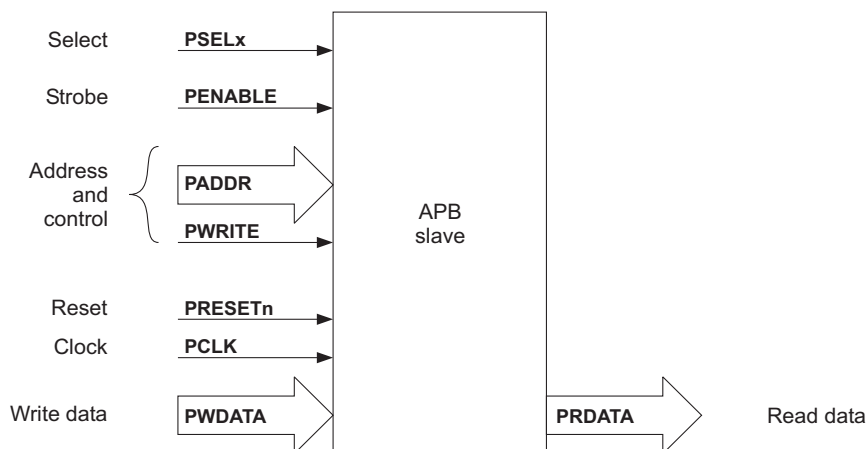 Select PSELx
Strobe PENABLE
Address
and
control
PADDR
PWRITE
APB
slave
Reset PRESETn
Clock PCLK
Write data PWDATA PRDATA Read data